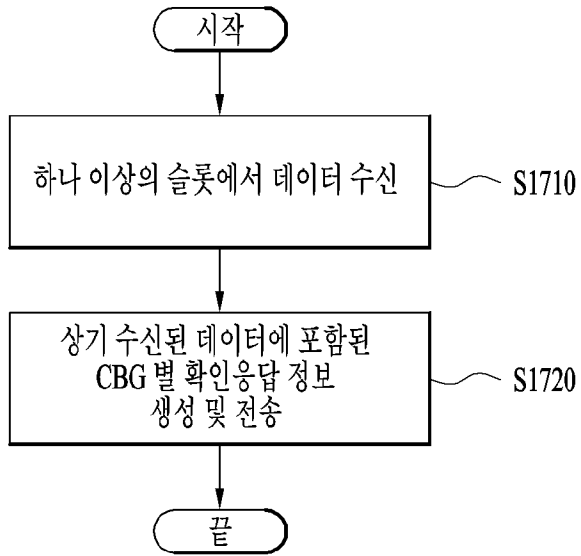 시작
하나 이상의 슬롯에서 데이터 수신
S1710
상기 수신된 데이터에 포함된
CBG 별 확인응답 정보
생성 및 전송
S1720
끝